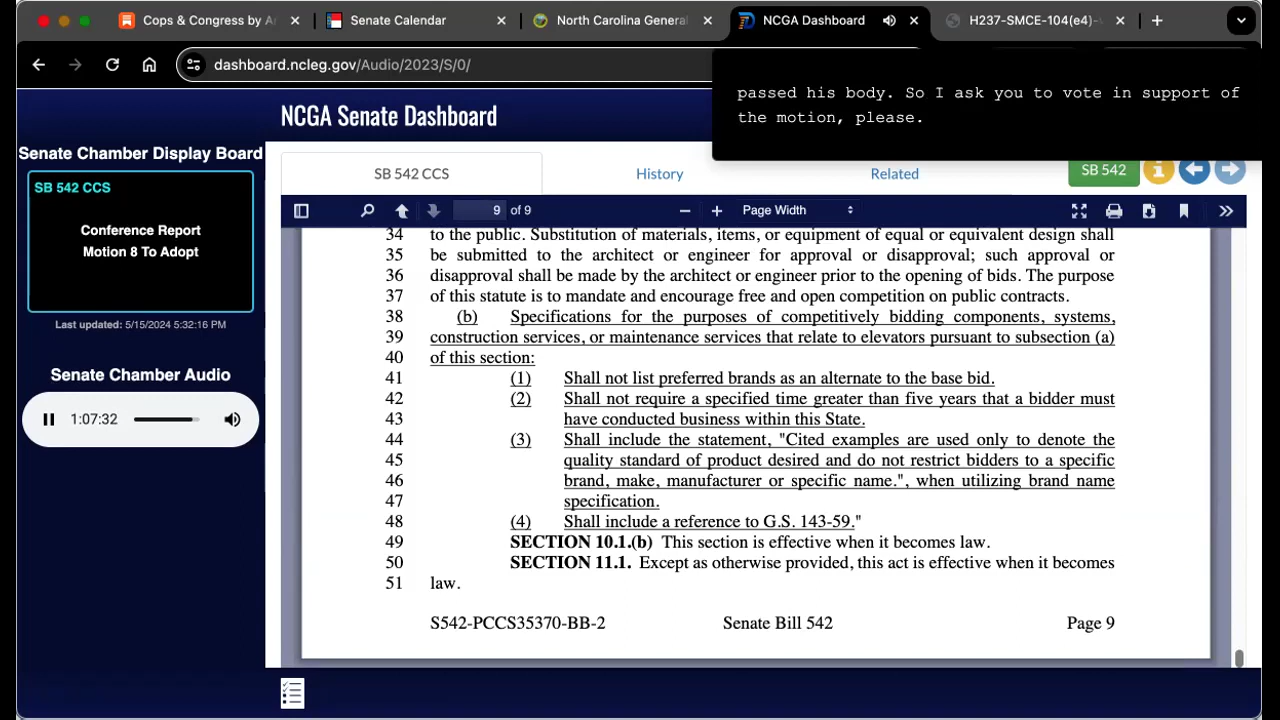 Cops & Congress by Ar
Senate Calendar
North Carolina General
NCGA Dashboard
H237-SMCE-104(e4)-
dashboard.ncleg.gov/Audio/2023/S/0/
passed his body. So I ask you to vote in support of
the motion, please.
NCGA Senate Dashboard
Senate Chamber Display Board
SB 542 CCS
Conference Report
Motion 8 To Adopt
Last updated: 5/15/2024 5:32:16 PM
Senate Chamber Audio
1:07:32
SB 542 CCS
History
Related
SB 542
9 of 9
Page Width
34 to the public. Substitution of materials, items, or equipment of equal or equivalent design shall
35 be submitted to the architect or engineer for approval or disapproval; such approval or
36 disapproval shall be made by the architect or engineer prior to the opening of bids. The purpose
37 of this statute is to mandate and encourage free and open competition on public contracts.
38 (b) Specifications for the purposes of competitively bidding components, systems,
39 construction services, or maintenance services that relate to elevators pursuant to subsection (a)
40 of this section:
41 (1) Shall not list preferred brands as an alternate to the base bid.
42 (2) Shall not require a specified time greater than five years that a bidder must
43 have conducted business within this State.
44 (3) Shall include the statement, "Cited examples are used only to denote the
45 quality standard of product desired and do not restrict bidders to a specific
46 brand, make, manufacturer or specific name.", when utilizing brand name
47 specification.
48 (4) Shall include a reference to G.S. 143-59."
49 SECTION 10.1.(b) This section is effective when it becomes law.
50 SECTION 11.1. Except as otherwise provided, this act is effective when it becomes
51 law.
S542-PCCS35370-BB-2 Senate Bill 542 Page 9